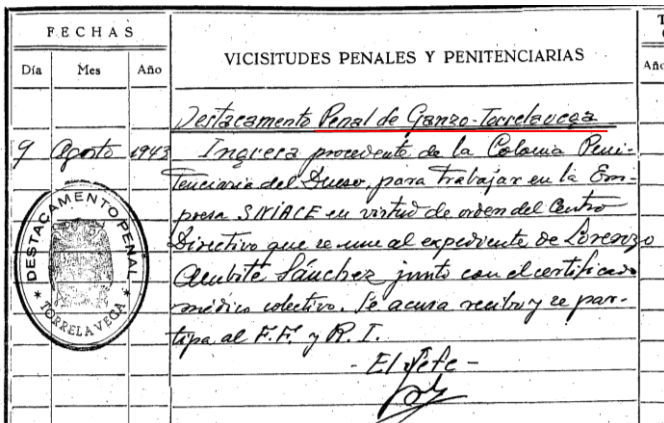 FECHAS
VICISITUDES PENALES Y PENITENCIARIAS
Día Mes Año
Destacamento Penal de Ganzo-Torrelavega
9 Agosto 1943 Ingresa procedente de la Colonia Peni-
tenciaria del Dueso, para trabajar en la Em-
presa SNIACE en virtud de orden del Centro
Directivo que se une al expediente de Lorenzo
Sánchez junto con el certificado
médico colectivo. Se acusa recibo y se par-
tipa al F.F. y R.I.
- El Jefe -
DESTACAMENTO PENAL
* TORRELAVEGA *